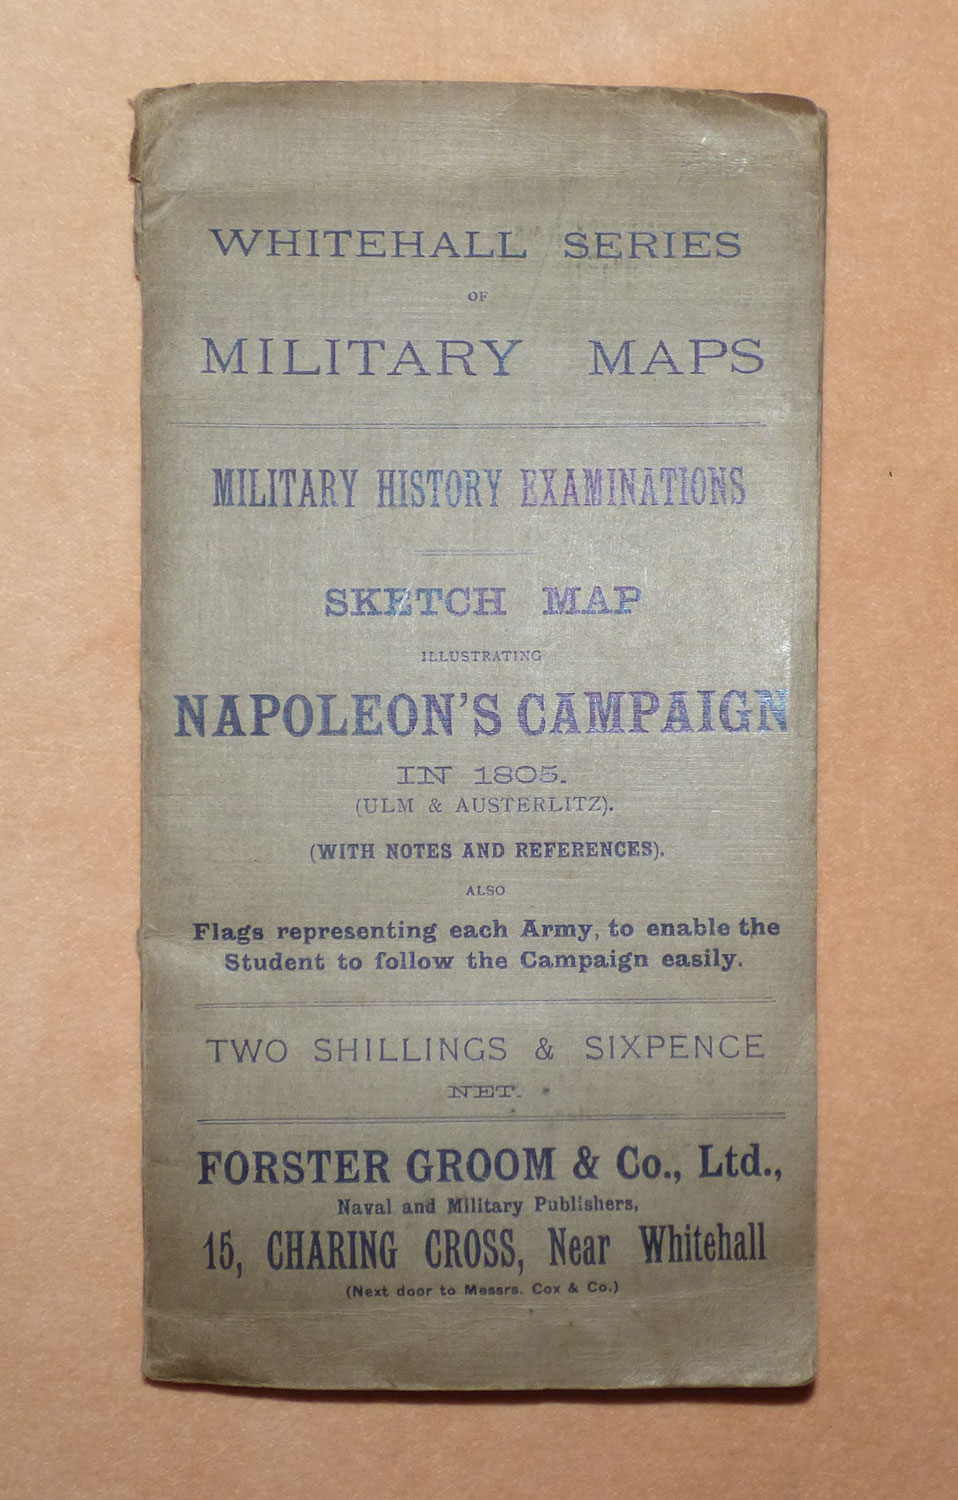 WHITEHALL SERIES
OF
MILITARY MAPS
MILITARY HISTORY EXAMINATIONS
SKETCH MAP
ILLUSTRATING
NAPOLEON'S CAMPAIGN
IN 1805.
(ULM & AUSTERLITZ).
(WITH NOTES AND REFERENCES).
ALSO
Flags representing each Army, to enable the
Student to follow the Campaign easily.
TWO SHILLINGS & SIXPENCE
NET.
FORSTER GROOM & Co., Ltd.,
Naval and Military Publishers,
15, CHARING CROSS, Near Whitehall
(Next door to Messrs. Cox & Co.)